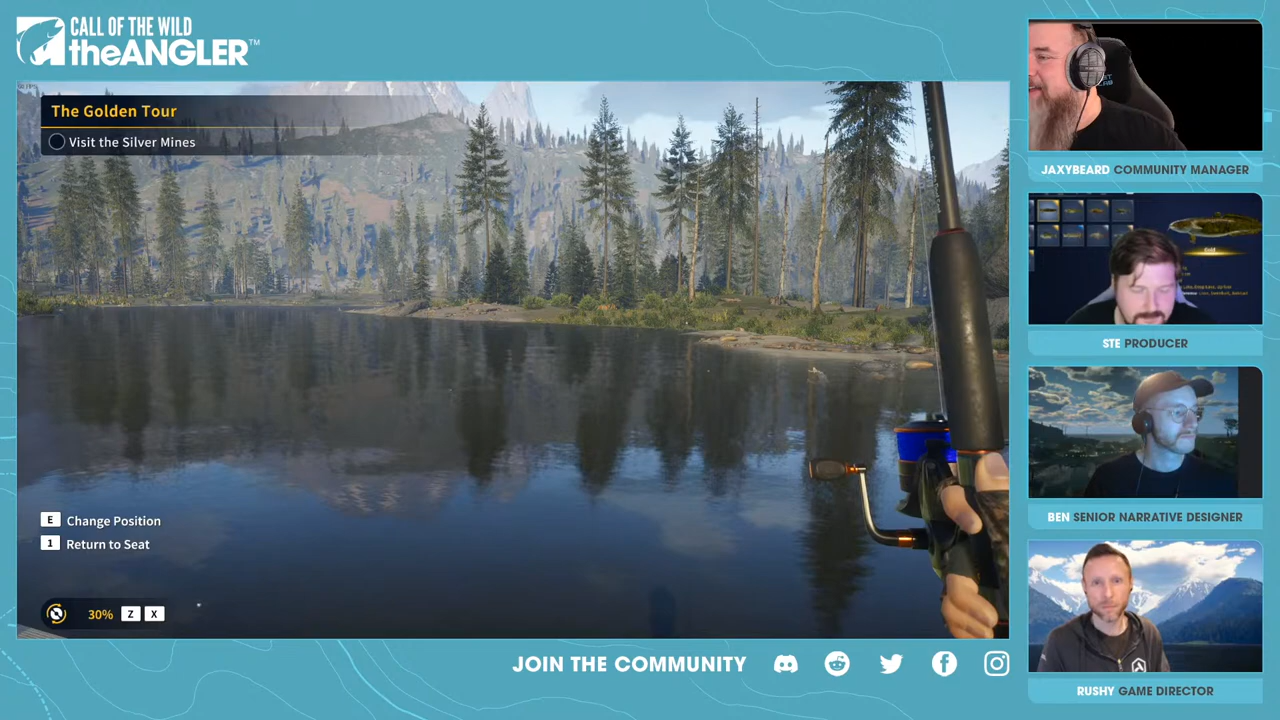 CALL OF THE WILD
theANGLER™
The Golden Tour
Visit the Silver Mines
E Change Position
1 Return to Seat
30% Z X
JOIN THE COMMUNITY
JAXYBEARD COMMUNITY MANAGER
STE PRODUCER
BEN SENIOR NARRATIVE DESIGNER
RUSHY GAME DIRECTOR